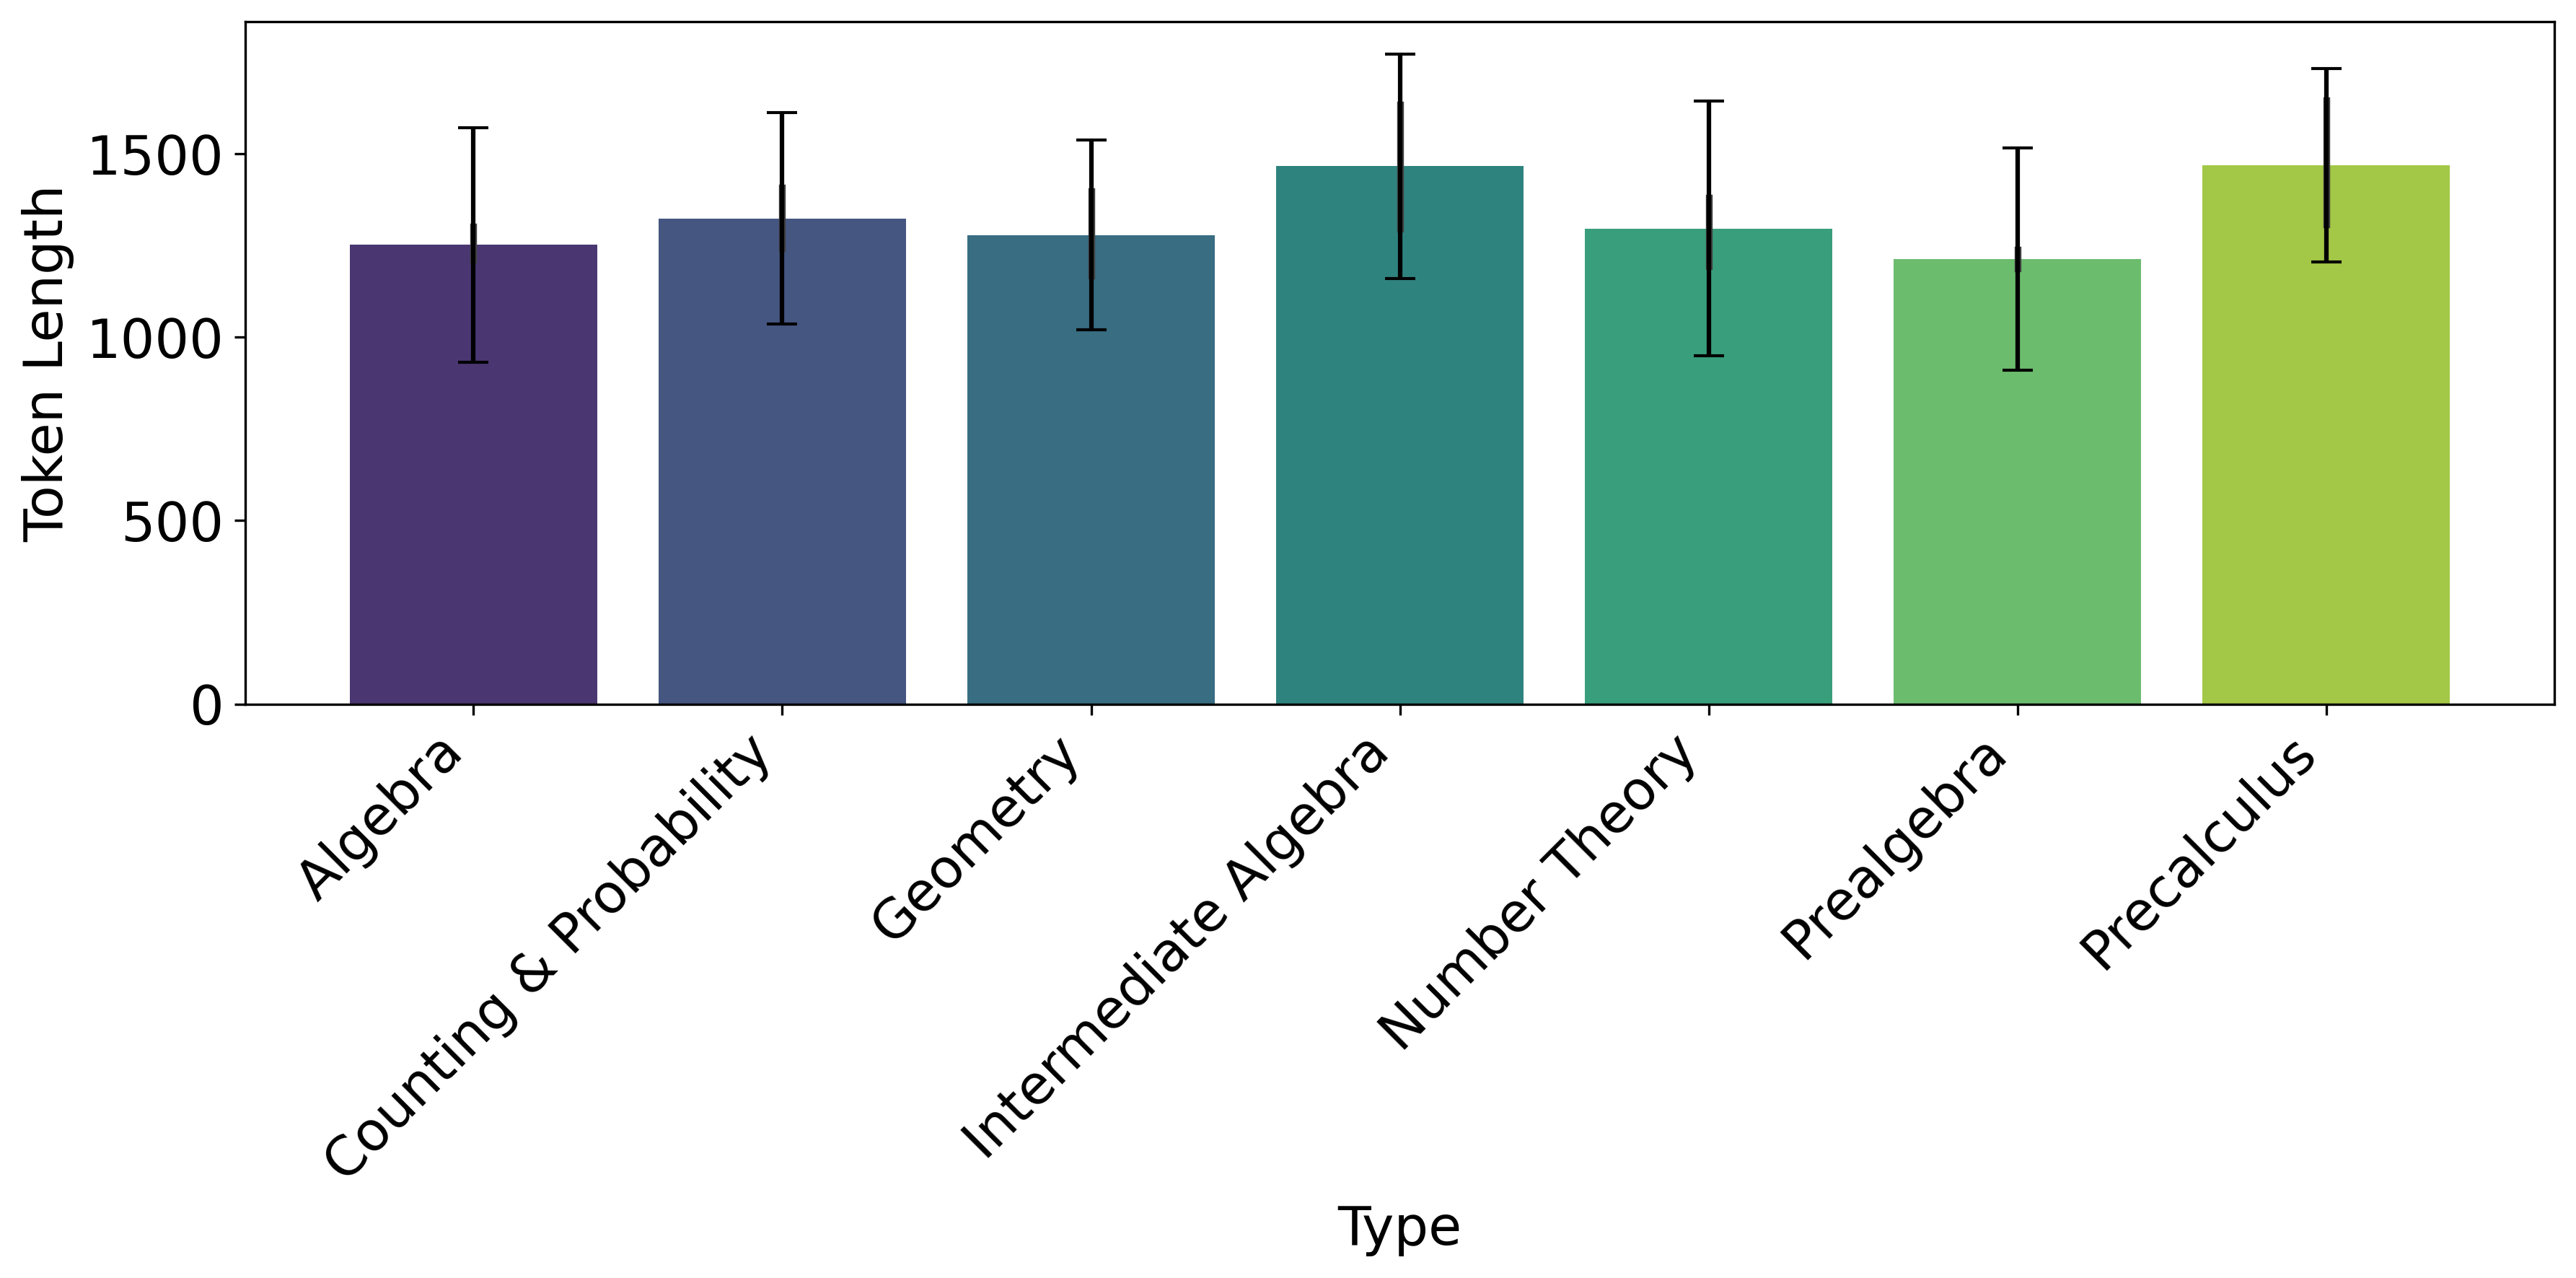 Token Length
1500
1000
500
0
Algebra
Counting & Probability
Geometry
Intermediate Algebra
Number Theory
Prealgebra
Precalculus
Type